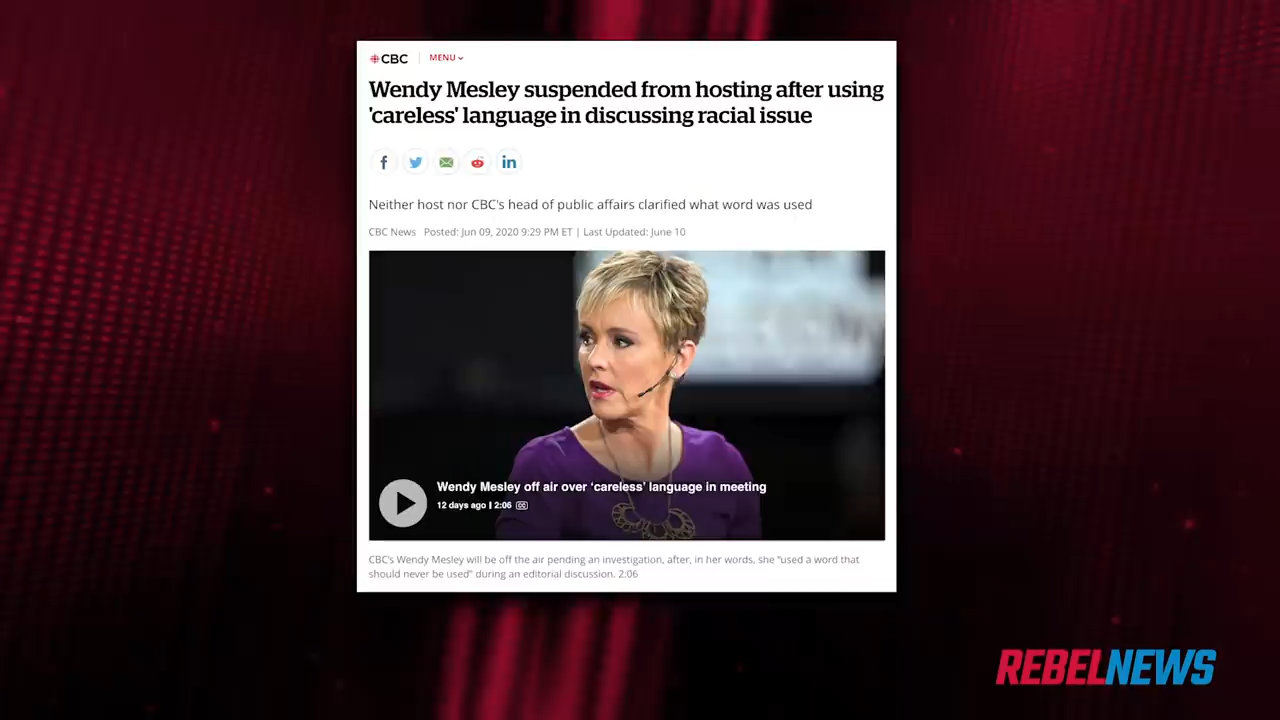 CBC MENU
Wendy Mesley suspended from hosting after using
'careless' language in discussing racial issue
Neither host nor CBC's head of public affairs clarified what word was used
CBC News Posted: Jun 09, 2020 9:29 PM ET | Last Updated: June 10
Wendy Mesley off air over ‘careless’ language in meeting
12 days ago | 2:06 CC
CBC's Wendy Mesley will be off the air pending an investigation, after, in her words, she "used a word that
should never be used" during an editorial discussion. 2:06
REBELNEWS